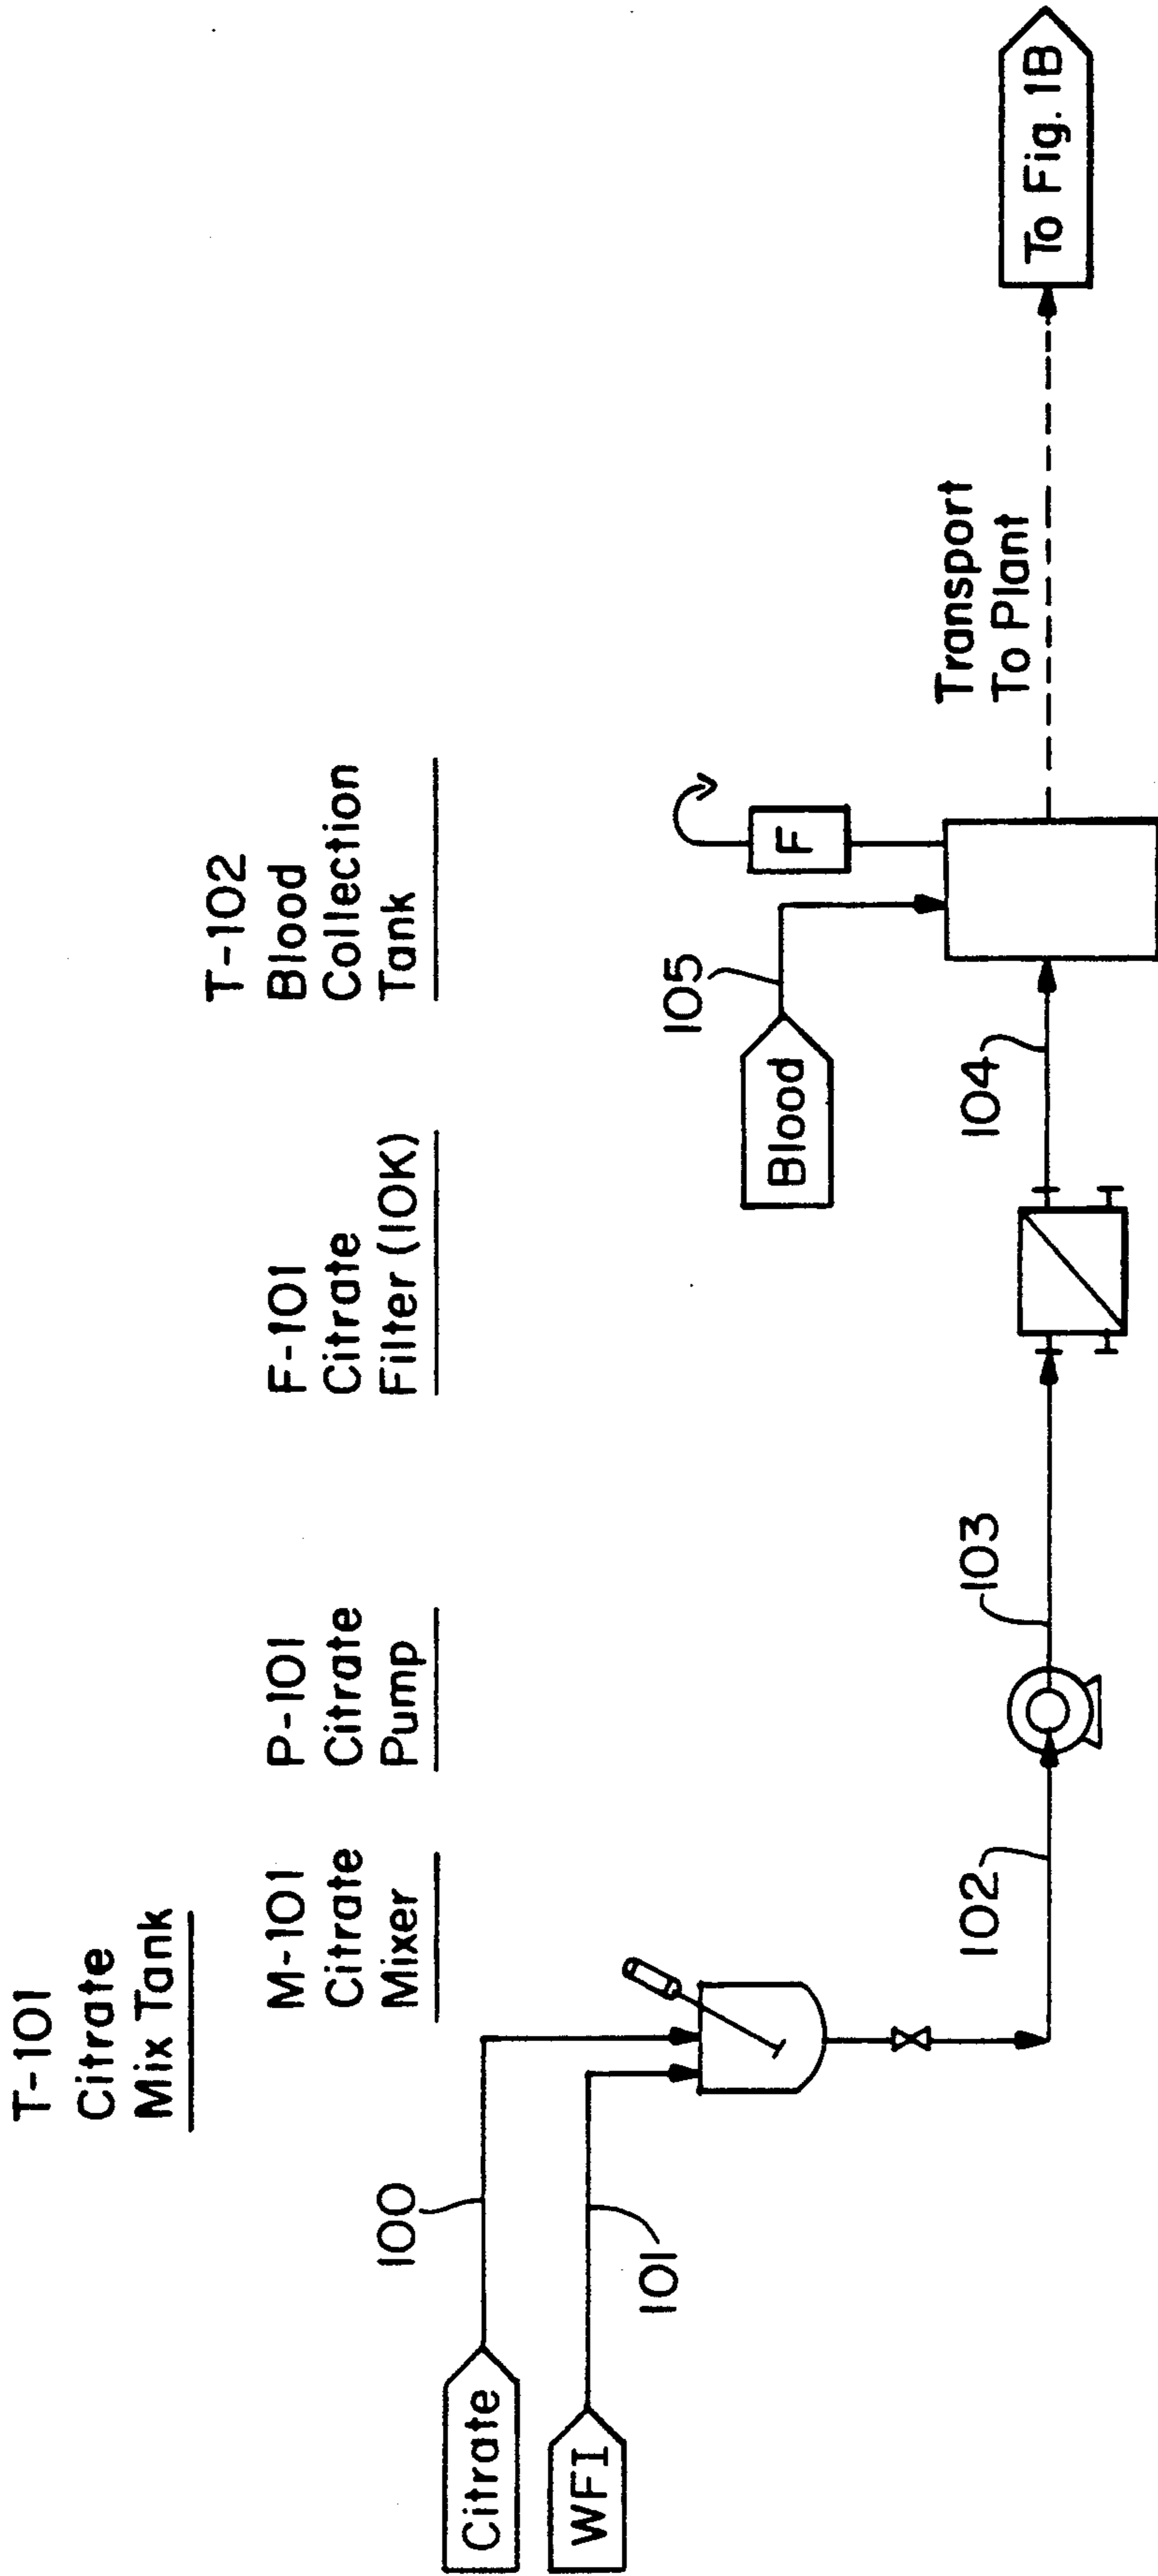 T-101
Citrate
Mix Tank
M-101
Citrate
Mixer
P-101
Citrate
Pump
F-101
Citrate
Filter (10K)
T-102
Blood
Collection
Tank
Citrate
100
WFI
101
102
103
104
Blood
105
F
Transport
To Plant
To Fig. 1B